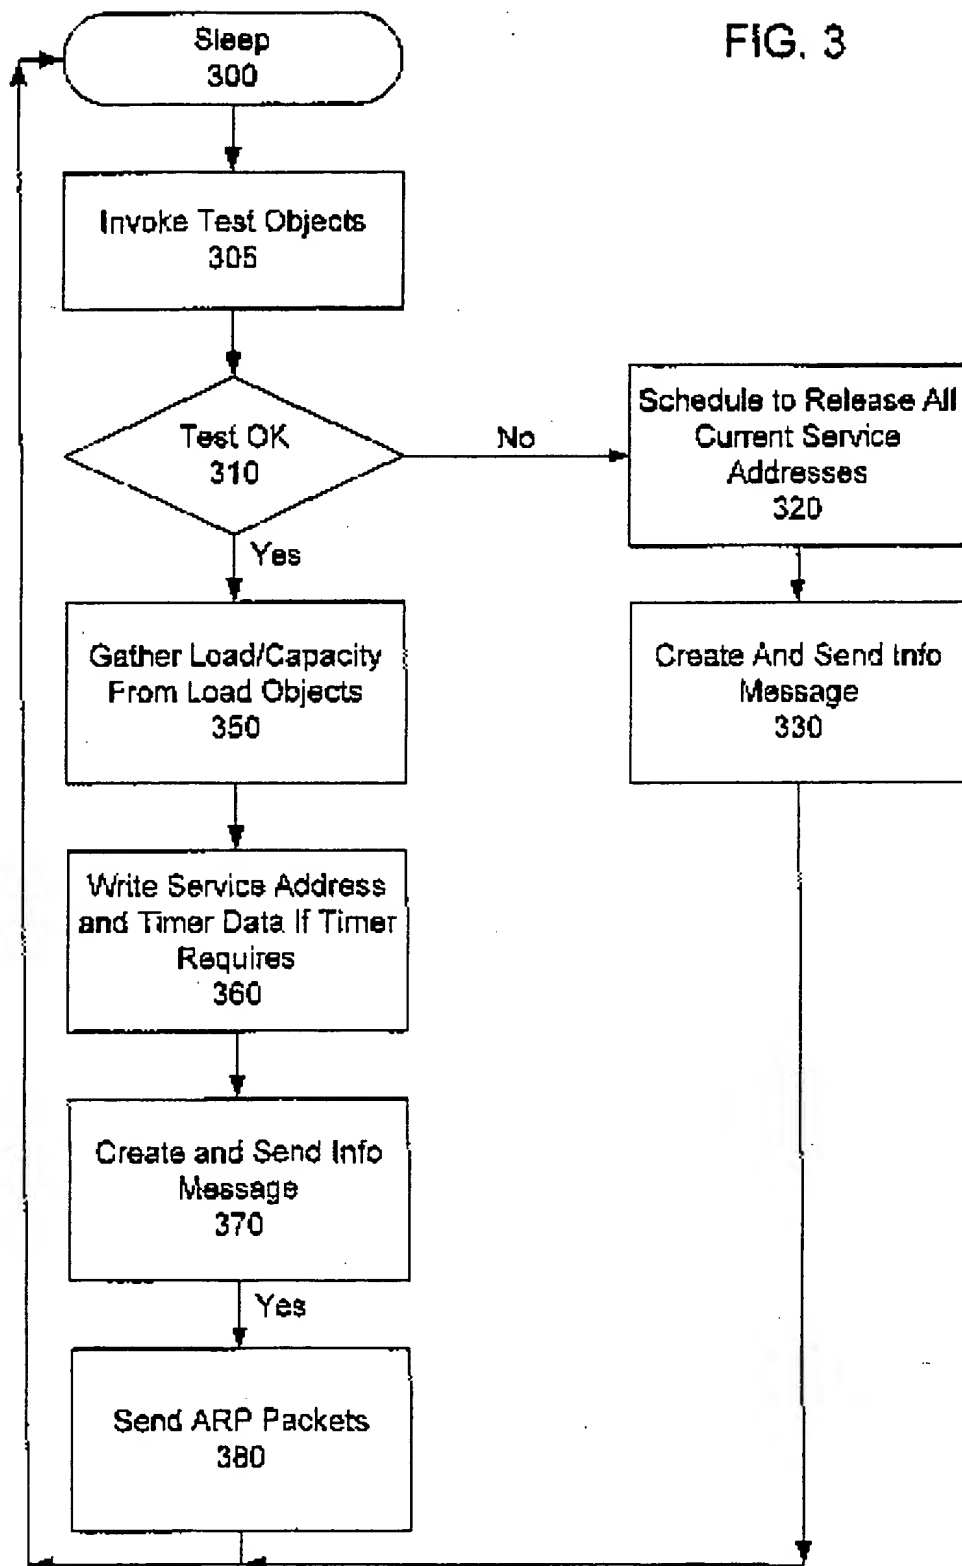 FIG. 3
Sleep
300
Invoke Test Objects
305
Test OK
310
No
Yes
Schedule to Release All
Current Service
Addresses
320
Gather Load/Capacity
From Load Objects
350
Create And Send Info
Message
330
Write Service Address
and Timer Data If Timer
Requires
360
Create and Send Info
Message
370
Yes
Send ARP Packets
380